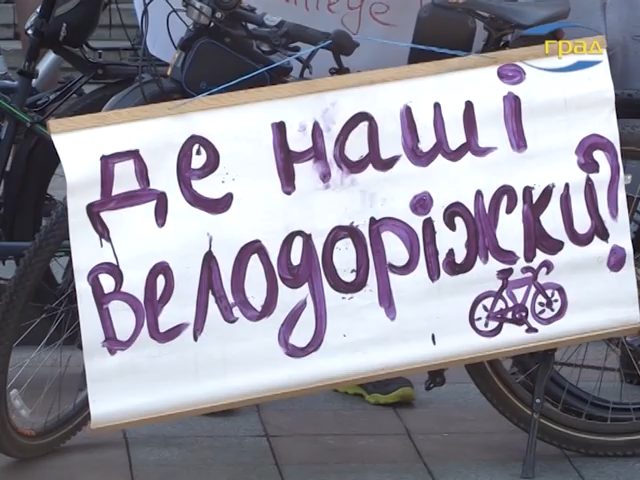 град
Де наші
Велодоріжки?